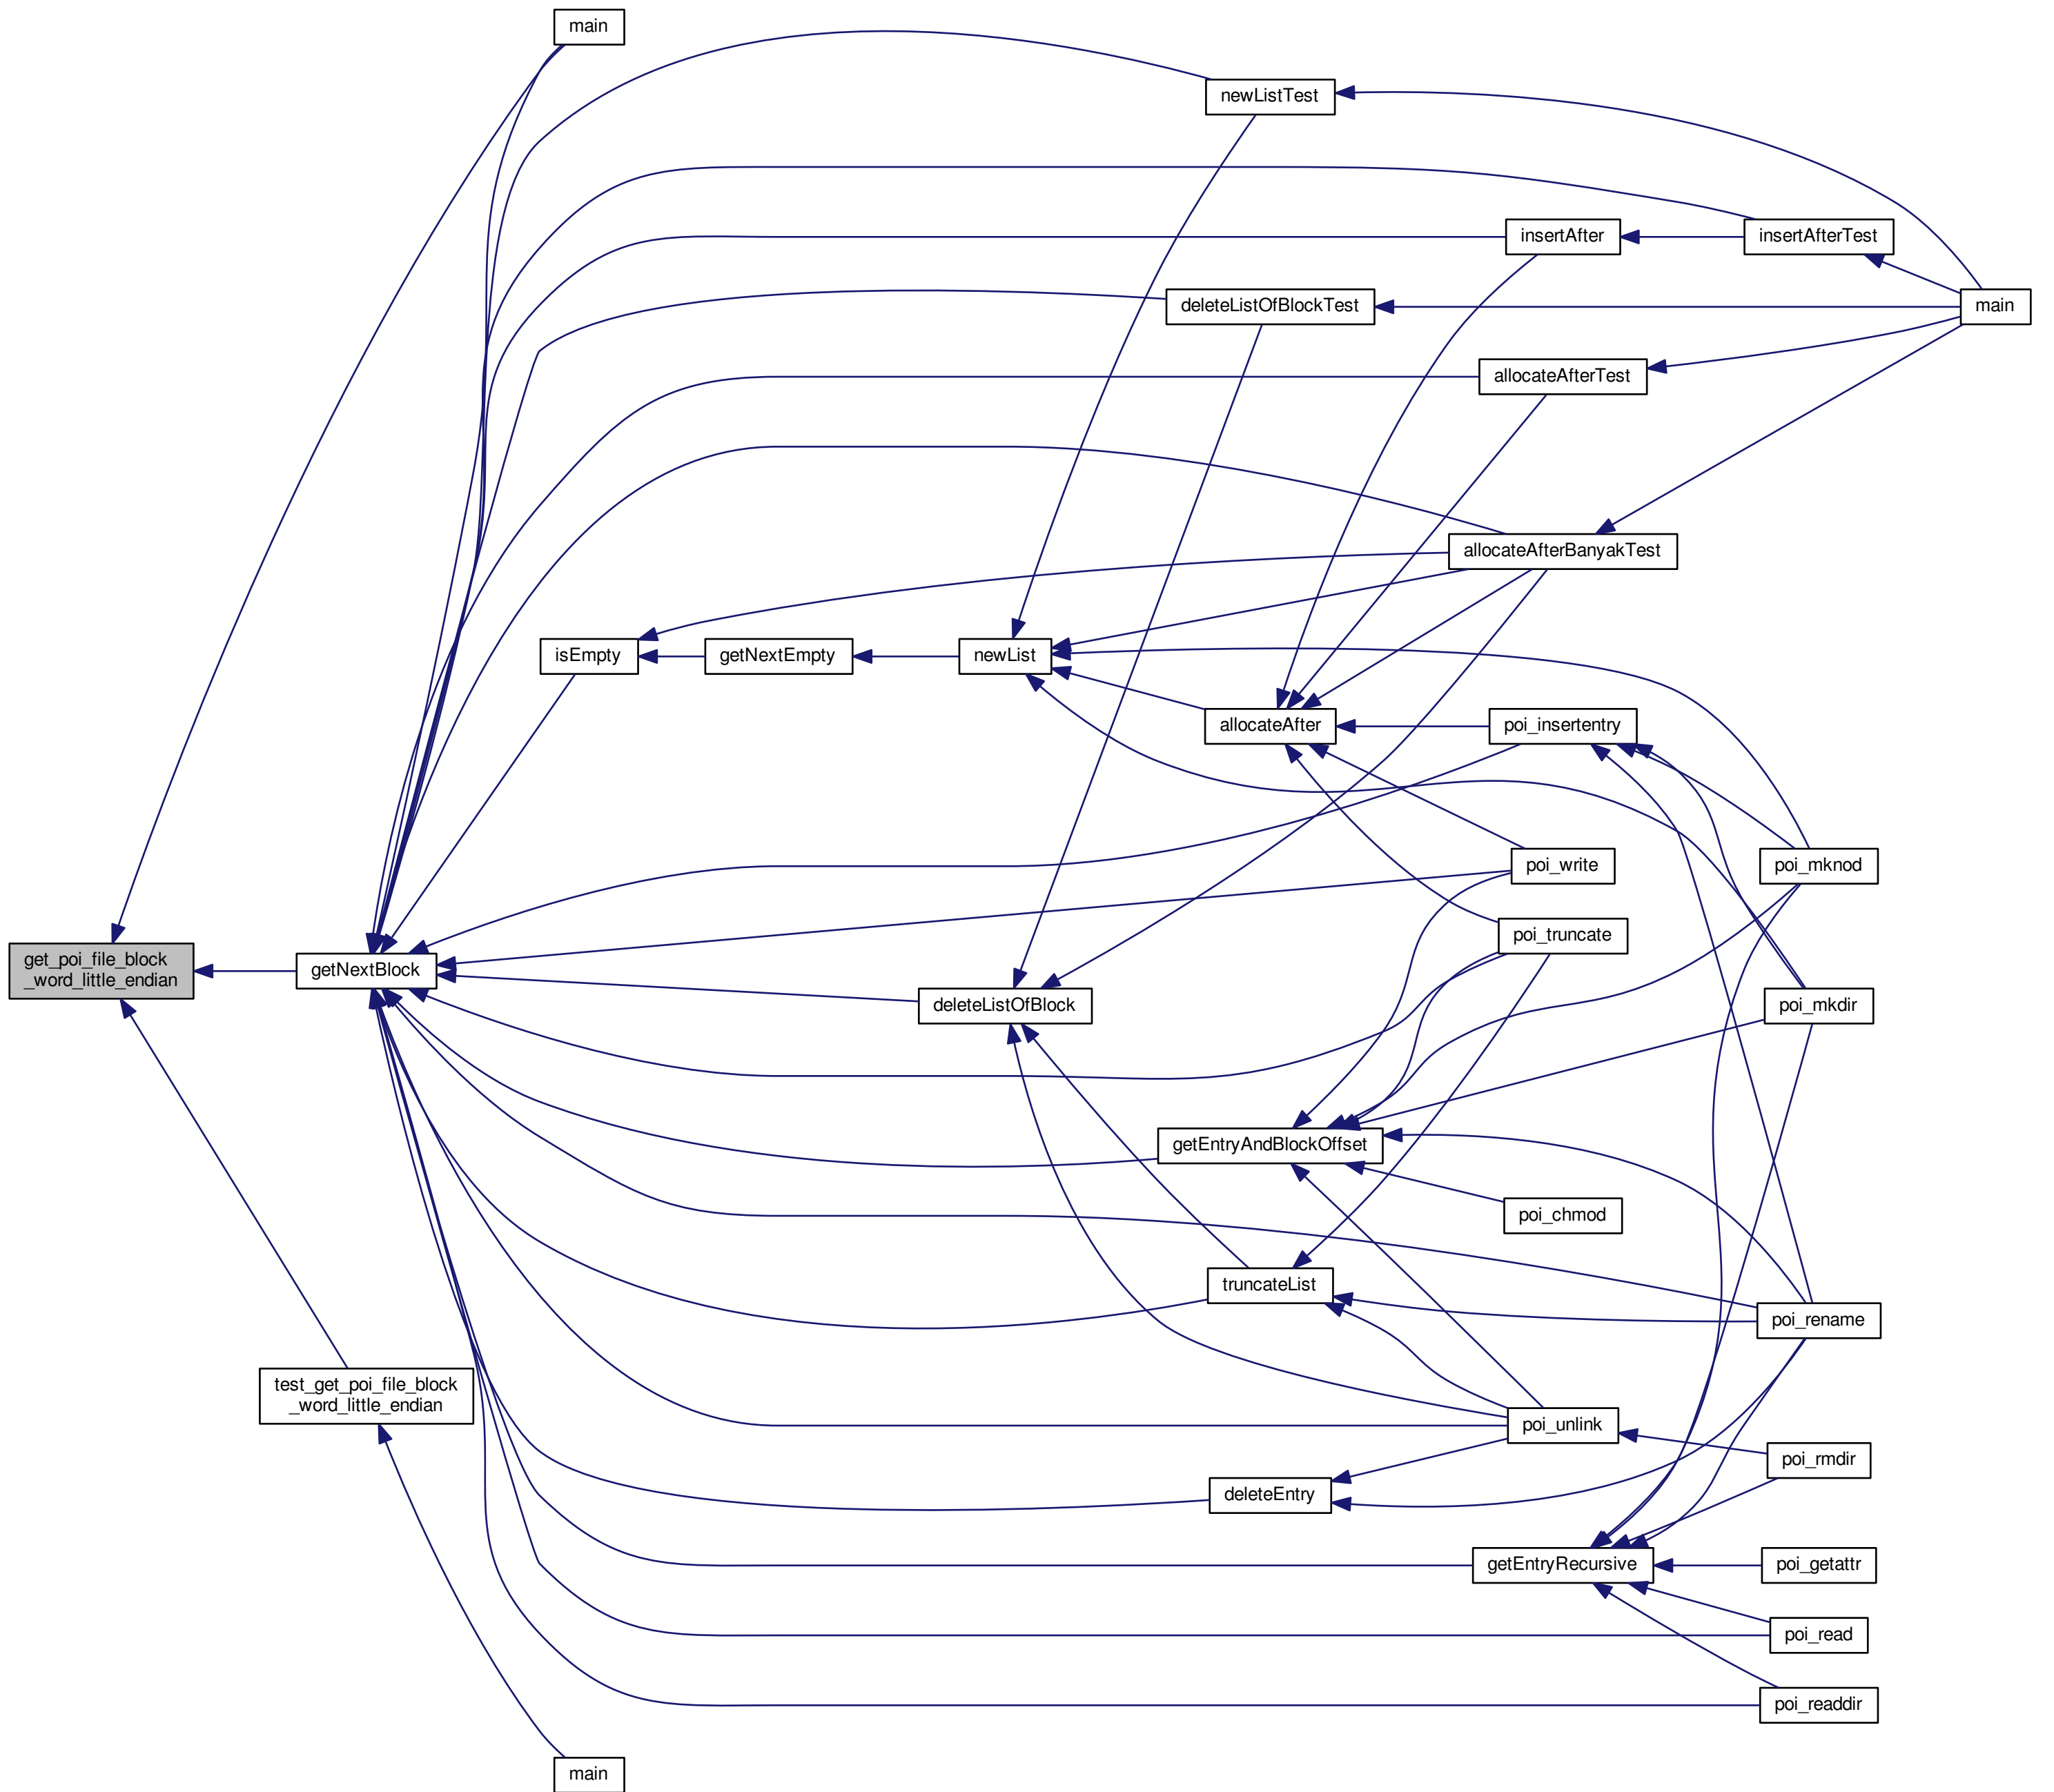 main
newListTest
insertAfter
insertAfterTest
deleteListOfBlockTest
main
allocateAfterTest
allocateAfterBanyakTest
isEmpty
getNextEmpty
newList
allocateAfter
poi_insertentry
poi_write
poi_mknod
poi_truncate
get_poi_file_block
_word_little_endian
getNextBlock
deleteListOfBlock
poi_mkdir
getEntryAndBlockOffset
poi_chmod
truncateList
poi_rename
test_get_poi_file_block
_word_little_endian
poi_unlink
poi_rmdir
deleteEntry
getEntryRecursive
poi_getattr
poi_read
poi_readdir
main